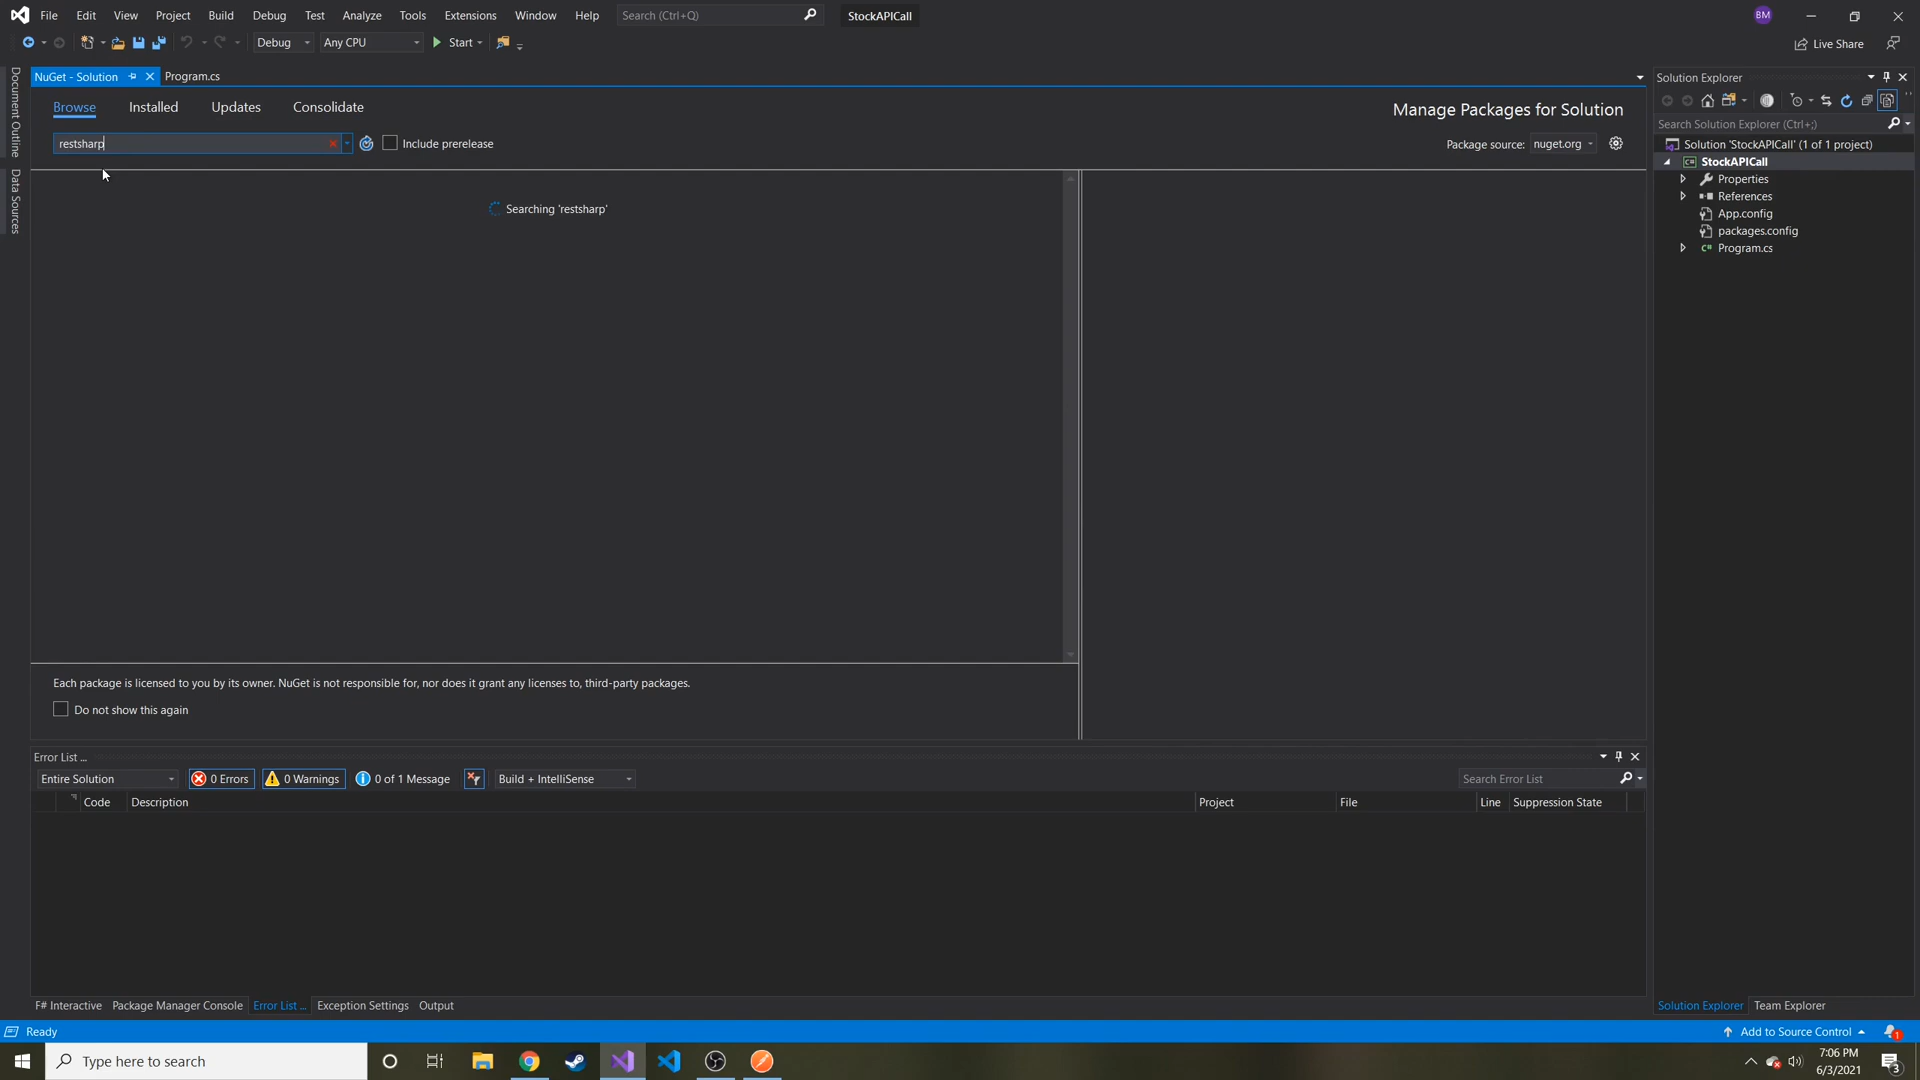 File Edit View Project Build Debug Test Analyze Tools Extensions Window Help Search (Ctrl+Q) StockAPICall BM
Debug Any CPU Start Live Share
Document Outline
Data Sources
NuGet - Solution Program.cs
Browse Installed Updates Consolidate Manage Packages for Solution
restsharp Include prerelease Package source: nuget.org
Searching 'restsharp'
Each package is licensed to you by its owner. NuGet is not responsible for, nor does it grant any licenses to, third-party packages.
Do not show this again
Solution Explorer
Search Solution Explorer (Ctrl+;)
Solution 'StockAPICall' (1 of 1 project)
C# StockAPICall
Properties
References
App.config
packages.config
C# Program.cs
Error List ...
Entire Solution 0 Errors 0 Warnings 0 of 1 Message Build + IntelliSense Search Error List
Code Description Project File Line Suppression State
F# Interactive Package Manager Console Error List ... Exception Settings Output
Solution Explorer Team Explorer
Ready Add to Source Control 1
Type here to search
7:06 PM
6/3/2021
3